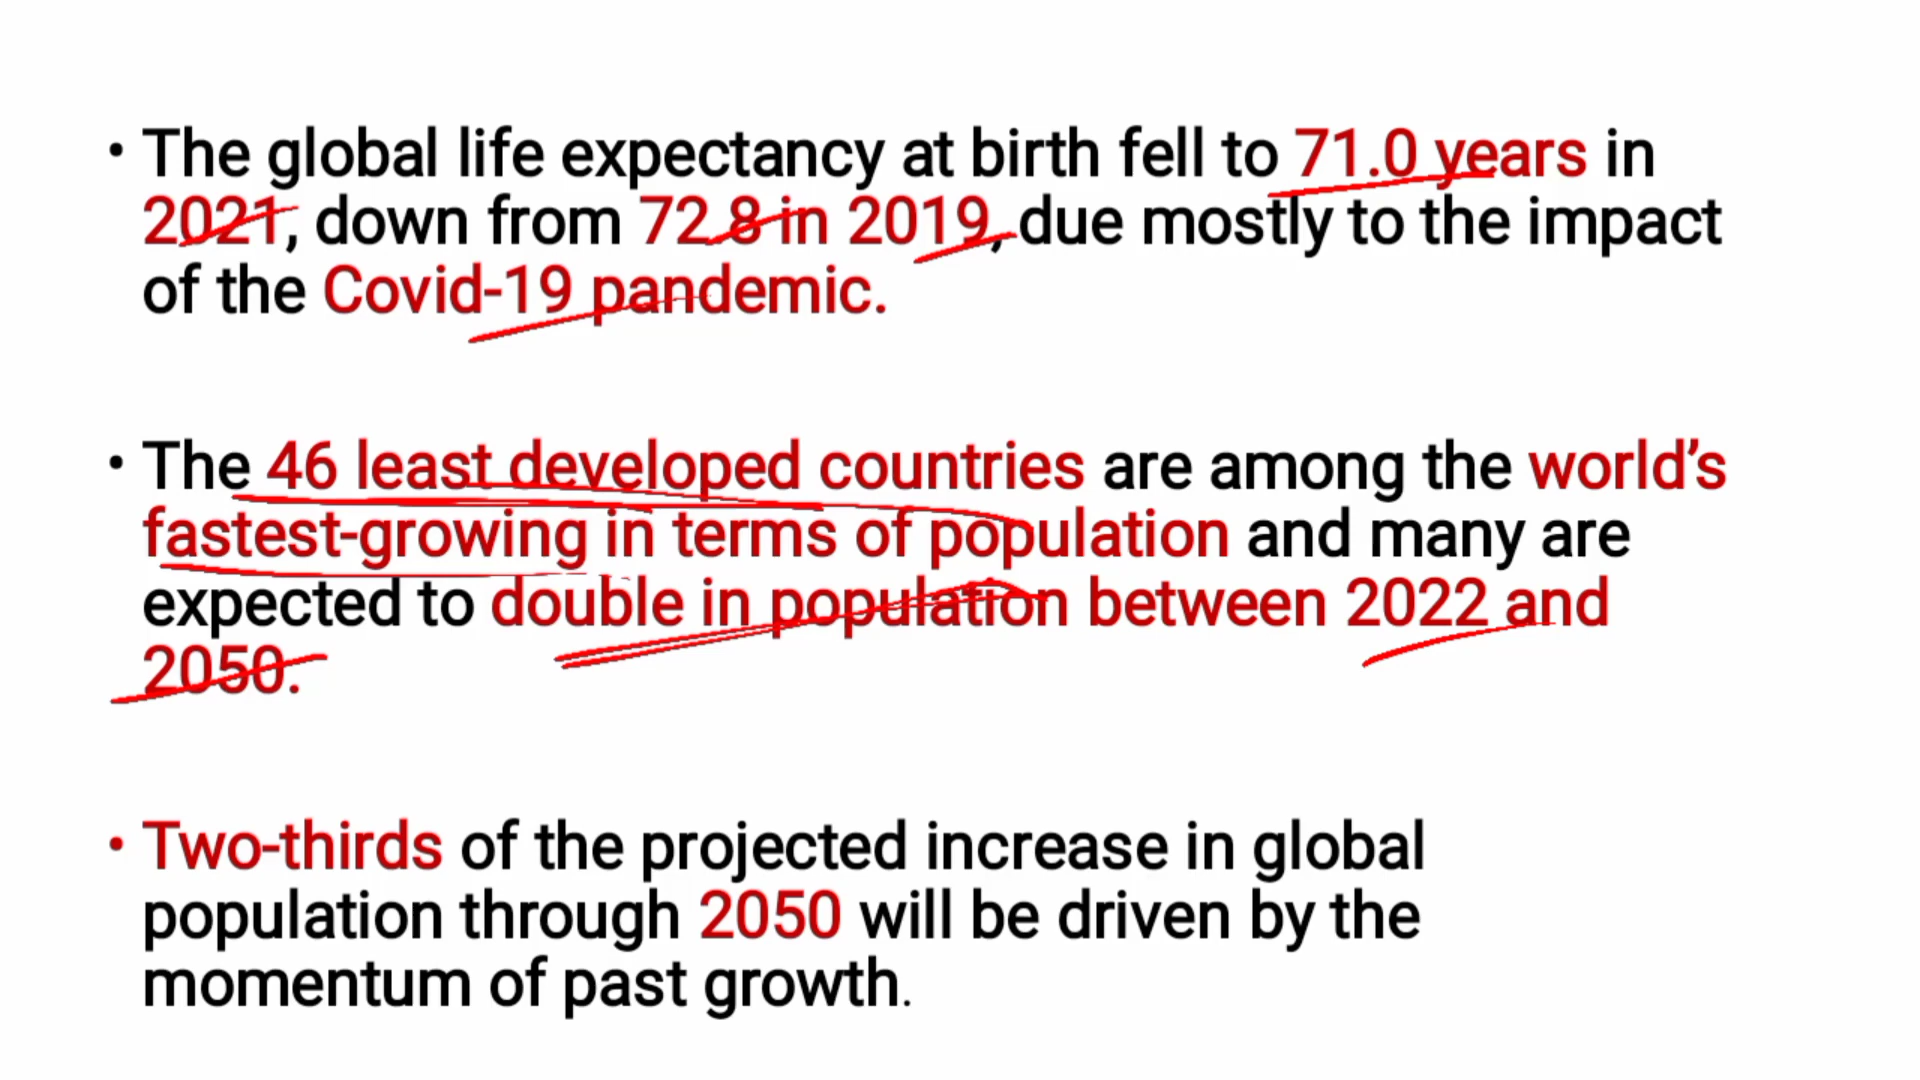 • The global life expectancy at birth fell to 71.0 years in
2021, down from 72.8 in 2019, due mostly to the impact
of the Covid-19 pandemic.
• The 46 least developed countries are among the world’s
fastest-growing in terms of population and many are
expected to double in population between 2022 and
2050.
• Two-thirds of the projected increase in global
population through 2050 will be driven by the
momentum of past growth.